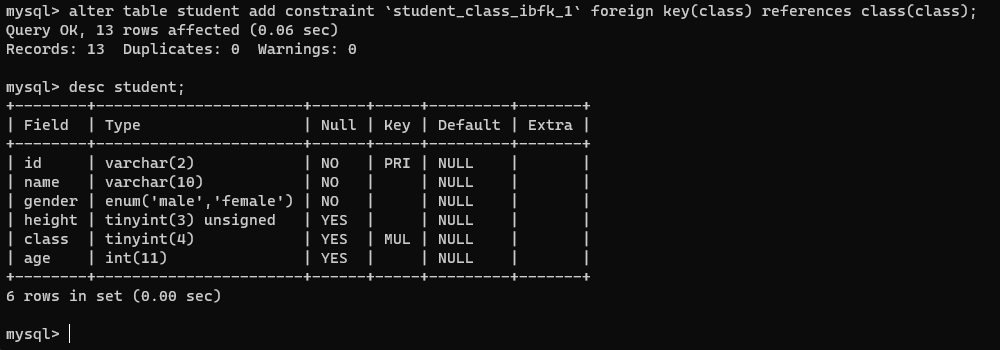 mysql> alter table student add constraint `student_class_ibfk_1` foreign key(class) references class(class);
Query OK, 13 rows affected (0.06 sec)
Records: 13  Duplicates: 0  Warnings: 0

mysql> desc student;
+--------+-----------------------+------+-----+---------+-------+
| Field  | Type                  | Null | Key | Default | Extra |
+--------+-----------------------+------+-----+---------+-------+
| id     | varchar(2)            | NO   | PRI | NULL    |       |
| name   | varchar(10)           | NO   |     | NULL    |       |
| gender | enum('male','female') | NO   |     | NULL    |       |
| height | tinyint(3) unsigned   | YES  |     | NULL    |       |
| class  | tinyint(4)            | YES  | MUL | NULL    |       |
| age    | int(11)               | YES  |     | NULL    |       |
+--------+-----------------------+------+-----+---------+-------+
6 rows in set (0.00 sec)

mysql>